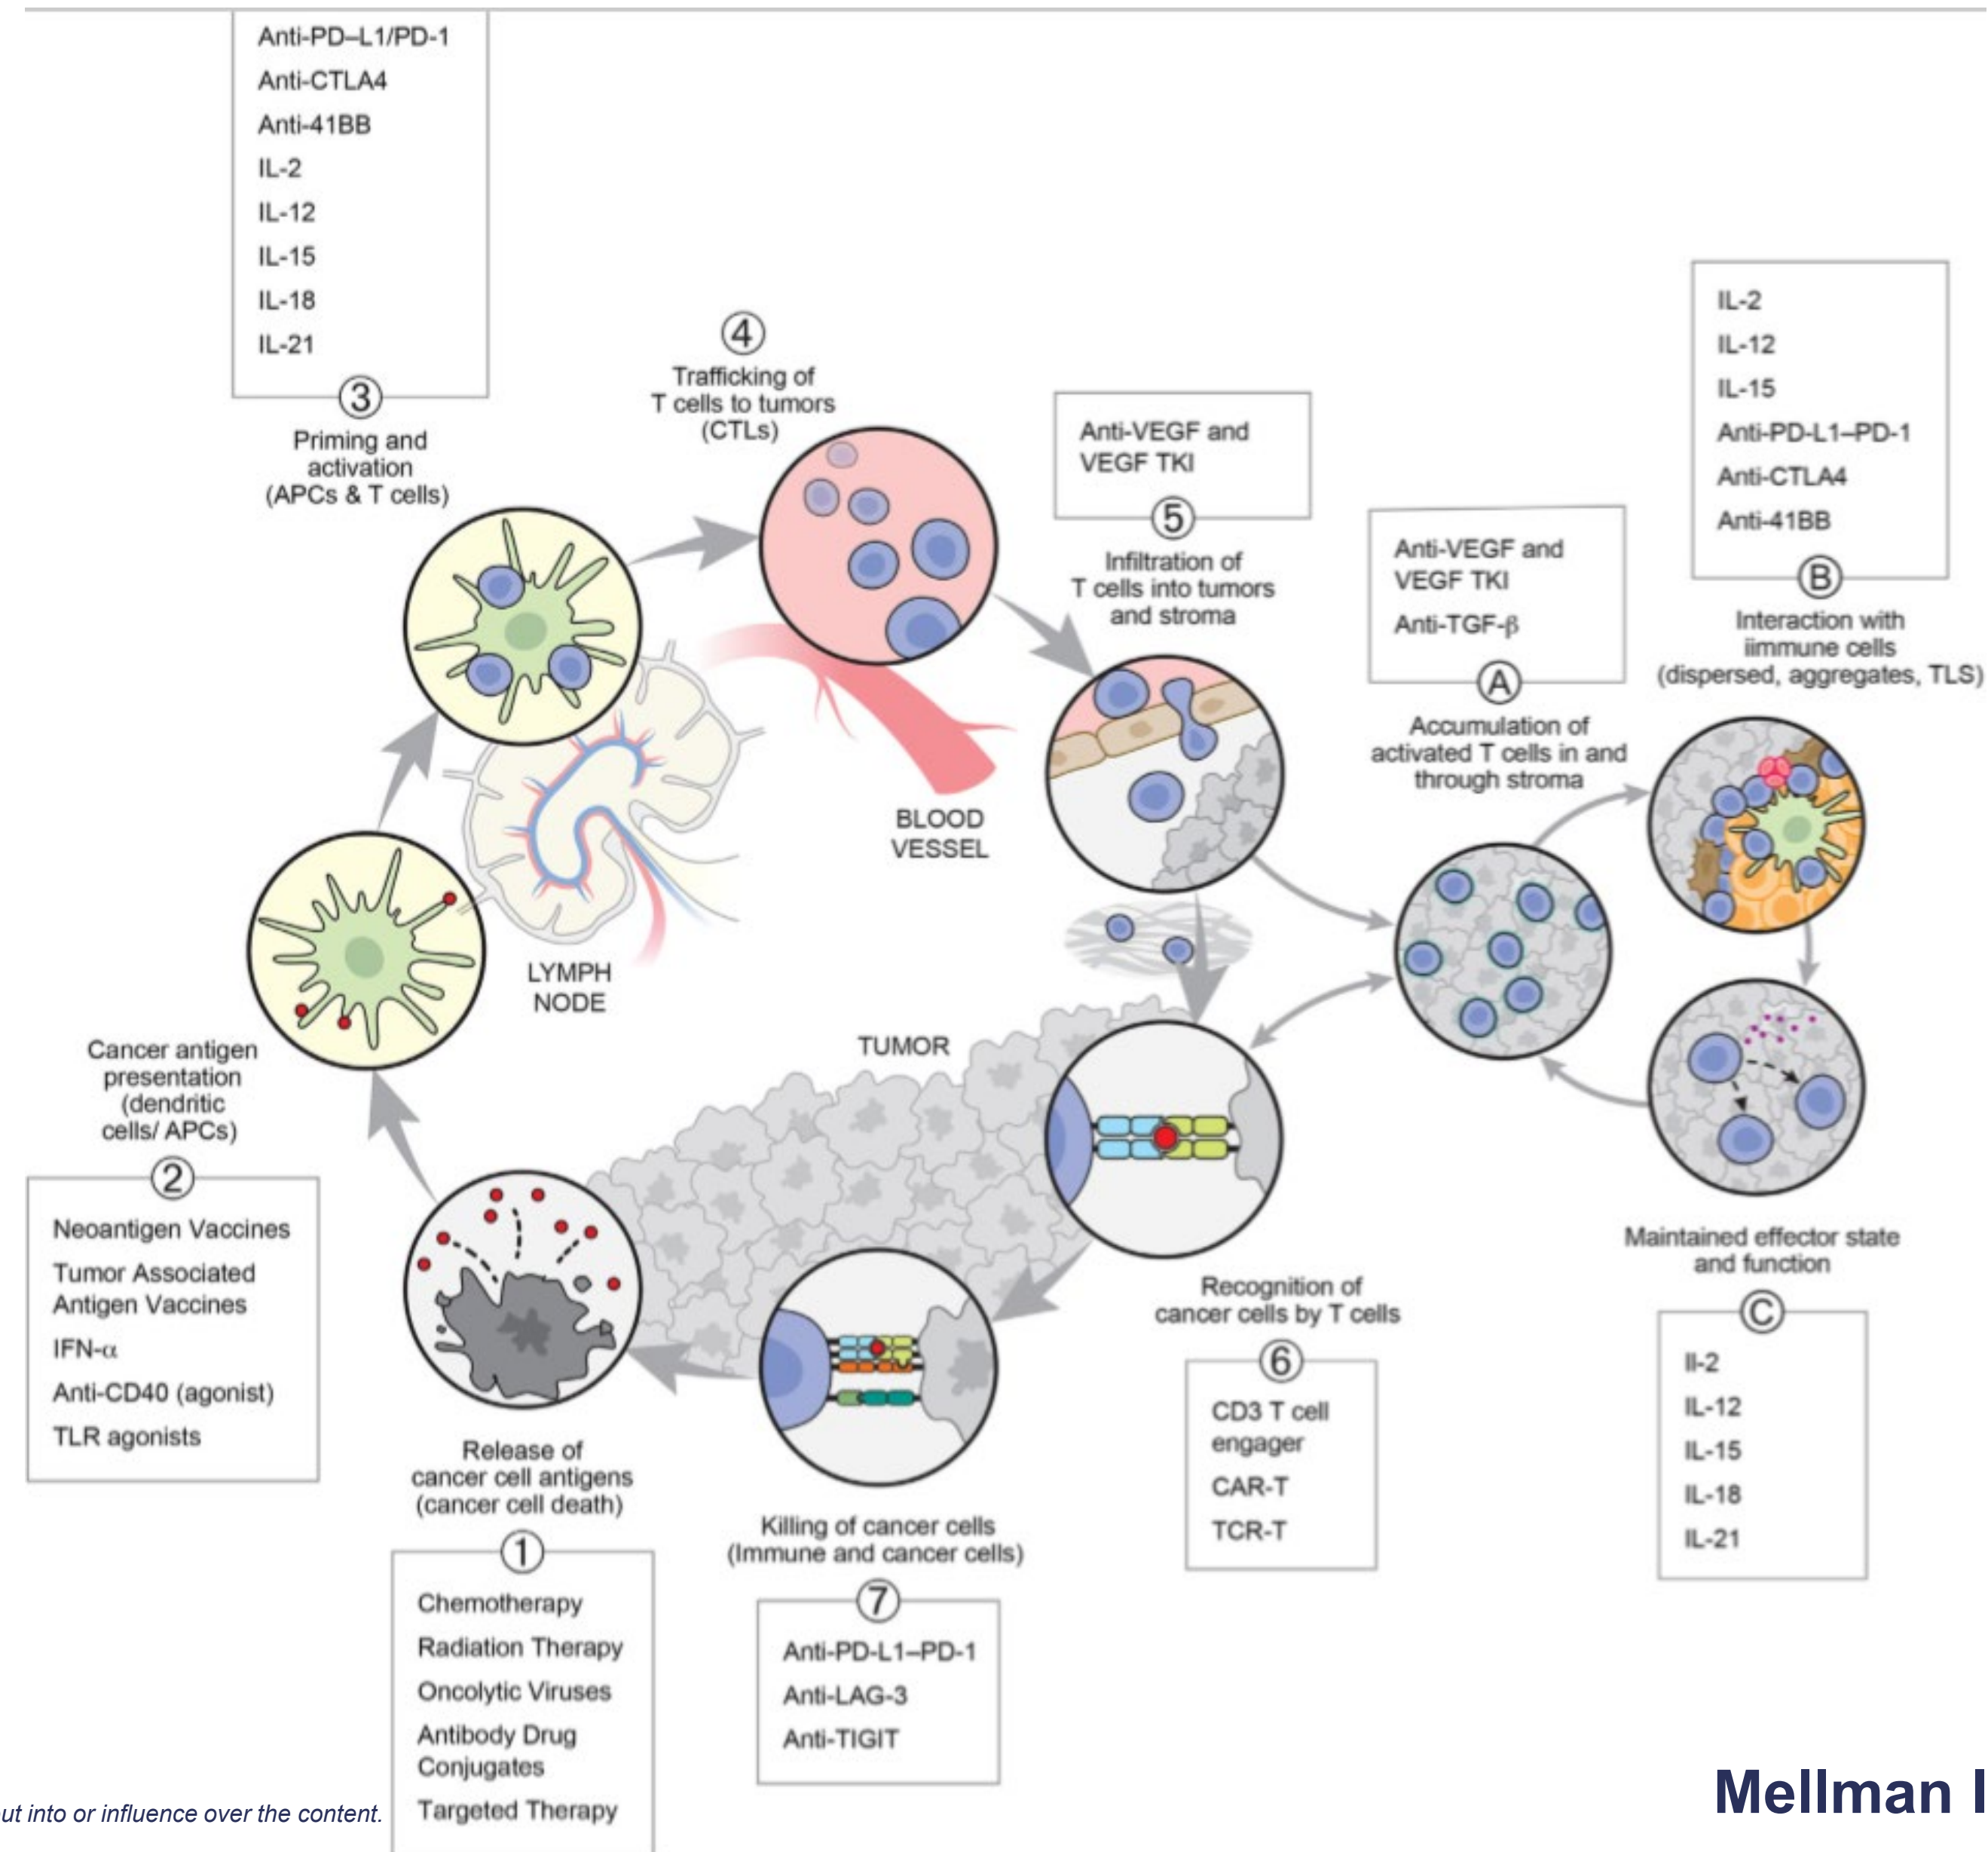 Anti-PD–L1/PD-1
Anti-CTLA4
Anti-41BB
IL-2
IL-12
IL-15
IL-18
IL-21
3
Priming and
activation
(APCs & T cells)
4
Trafficking of
T cells to tumors
(CTLs)
Anti-VEGF and
VEGF TKI
5
Infiltration of
T cells into tumors
and stroma
Anti-VEGF and
VEGF TKI
Anti-TGF-β
A
Accumulation of
activated T cells in and
through stroma
IL-2
IL-12
IL-15
Anti-PD-L1–PD-1
Anti-CTLA4
Anti-41BB
B
Interaction with
iimmune cells
(dispersed, aggregates, TLS)
BLOOD
VESSEL
LYMPH
NODE
TUMOR
Cancer antigen
presentation
(dendritic
cells/ APCs)
2
Neoantigen Vaccines
Tumor Associated
Antigen Vaccines
IFN-α
Anti-CD40 (agonist)
TLR agonists
Release of
cancer cell antigens
(cancer cell death)
1
Chemotherapy
Radiation Therapy
Oncolytic Viruses
Antibody Drug
Conjugates
Targeted Therapy
Killing of cancer cells
(Immune and cancer cells)
7
Anti-PD-L1–PD-1
Anti-LAG-3
Anti-TIGIT
Recognition of
cancer cells by T cells
6
CD3 T cell
engager
CAR-T
TCR-T
Maintained effector state
and function
C
Il-2
IL-12
IL-15
IL-18
IL-21
ut into or influence over the content.
Mellman I